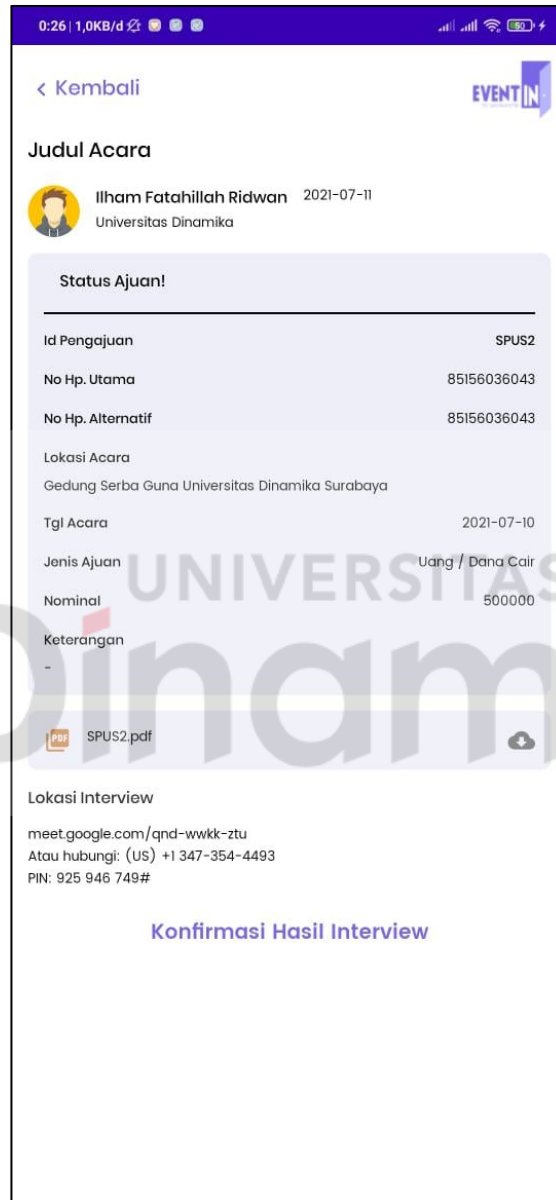 0:26 | 1,0KB/d
50
Kembali
EVENT IN
Judul Acara
Ilham Fatahillah Ridwan 2021-07-11
Universitas Dinamika
Status Ajuan!
Id Pengajuan SPUS2
No Hp. Utama 85156036043
No Hp. Alternatif 85156036043
Lokasi Acara
Gedung Serba Guna Universitas Dinamika Surabaya
Tgl Acara 2021-07-10
Jenis Ajuan Uang / Dana Cair
UNIVERSITAS
Nominal 500000
Keterangan
-
Dinam
PDF SPUS2.pdf
Lokasi Interview
meet.google.com/qnd-wwkk-ztu
Atau hubungi: (US) +1 347-354-4493
PIN: 925 946 749#
Konfirmasi Hasil Interview